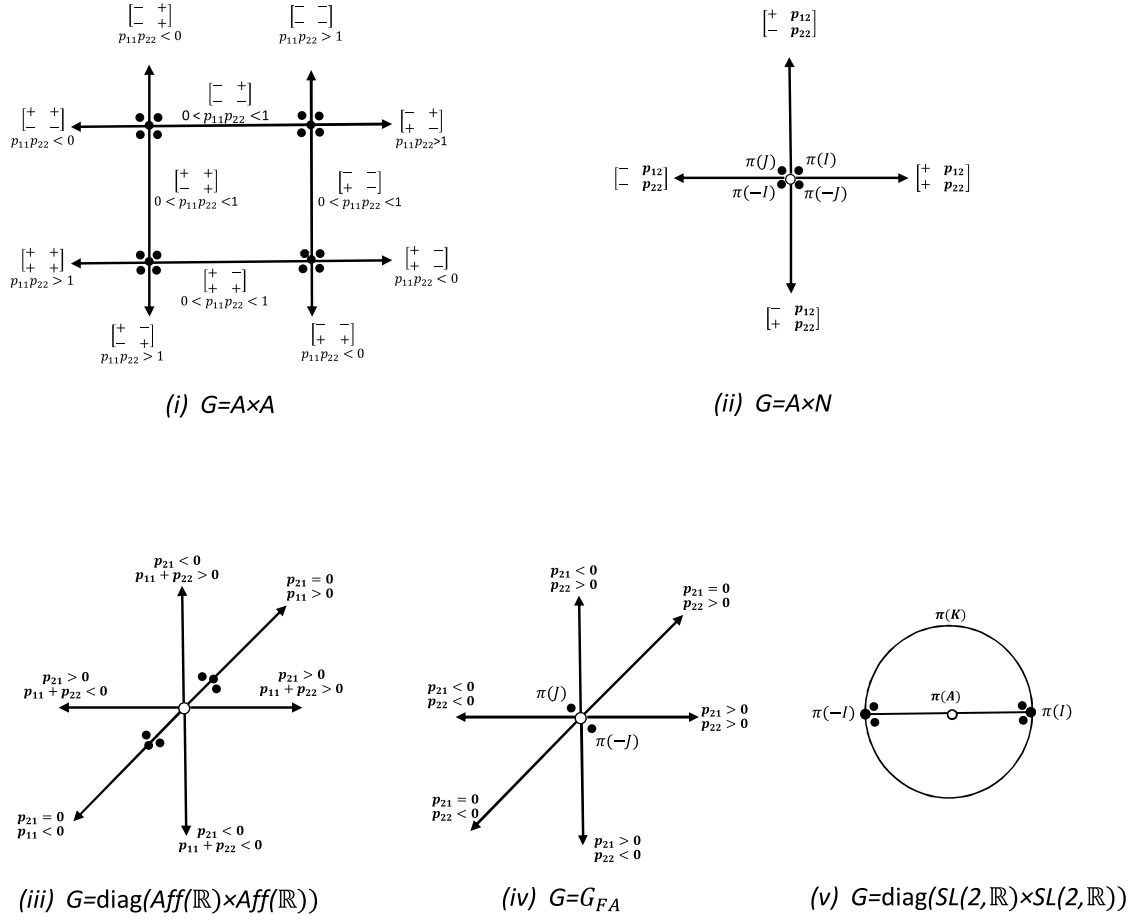 [− +]
[− +]
p₁₁p₂₂ < 0
[− −]
[− −]
p₁₁p₂₂ > 1
[+ +]
[− −]
p₁₁p₂₂ < 0
[− +]
[− −]
0 < p₁₁p₂₂ <1
[− −]
[+ −]
p₁₁p₂₂>1
[+ +]
[− +]
0 < p₁₁p₂₂ <1
[− −]
[+ −]
0 < p₁₁p₂₂ <1
[+ +]
[+ +]
p₁₁p₂₂ > 1
[+ −]
[+ +]
0 < p₁₁p₂₂ < 1
[+ −]
[+ −]
p₁₁p₂₂ < 0
[+ −]
[− +]
p₁₁p₂₂ > 1
[− −]
[+ +]
p₁₁p₂₂ < 0
(i) G=A×A
[+ p₁₂]
[− p₂₂]
π(J) π(I)
[− p₁₂]
[− p₂₂]
π(−I) π(−J)
[+ p₁₂]
[+ p₂₂]
[− p₁₂]
[+ p₂₂]
(ii) G=A×N
p₂₁ < 0
p₁₁ + p₂₂ > 0
p₂₁ = 0
p₁₁ > 0
p₂₁ > 0
p₁₁ + p₂₂ < 0
p₂₁ > 0
p₁₁ + p₂₂ > 0
p₂₁ = 0
p₁₁ < 0
p₂₁ < 0
p₁₁ + p₂₂ < 0
(iii) G=diag(Aff(ℝ)×Aff(ℝ))
p₂₁ < 0
p₂₂ > 0
p₂₁ = 0
p₂₂ > 0
p₂₁ < 0
p₂₂ < 0
π(J)
p₂₁ > 0
p₂₂ > 0
π(−J)
p₂₁ = 0
p₂₂ < 0
p₂₁ > 0
p₂₂ < 0
(iv) G=G_FA
π(K)
π(A)
π(−I) π(I)
(v) G=diag(SL(2,ℝ)×SL(2,ℝ))